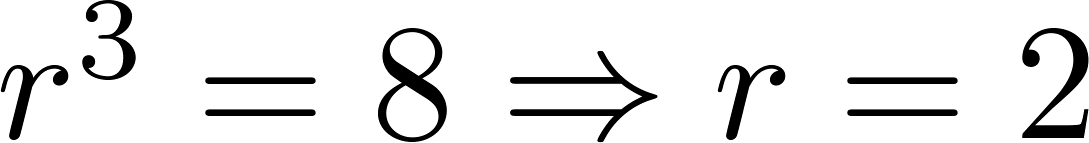 r³ = 8 ⇒ r = 2